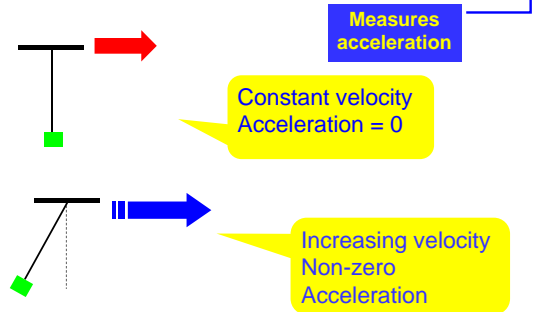 Measures
acceleration
Constant velocity
Acceleration = 0
Increasing velocity
Non-zero
Acceleration